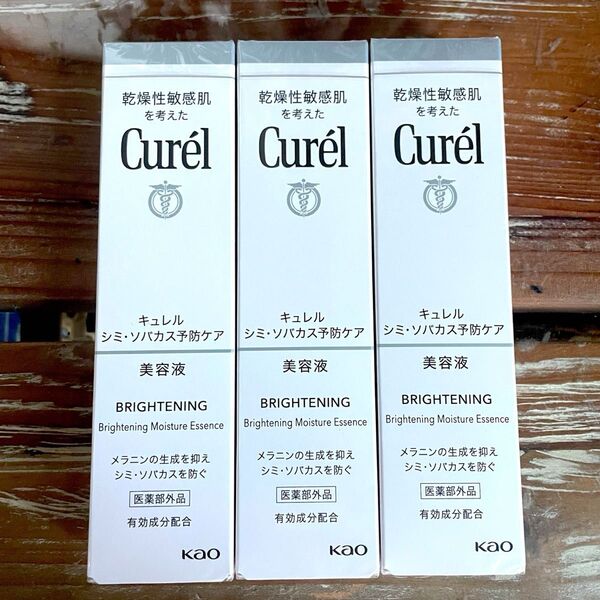 乾燥性敏感肌
を考えた
Curél
キュレル
シミ・ソバカス予防ケア
美容液
BRIGHTENING
Brightening Moisture Essence
メラニンの生成を抑え
シミ・ソバカスを防ぐ
医薬部外品
有効成分配合
Kao
乾燥性敏感肌
を考えた
Curél
キュレル
シミ・ソバカス予防ケア
美容液
BRIGHTENING
Brightening Moisture Essence
メラニンの生成を抑え
シミ・ソバカスを防ぐ
医薬部外品
有効成分配合
Kao
乾燥性敏感肌
を考えた
Curél
キュレル
シミ・ソバカス予防ケア
美容液
BRIGHTENING
Brightening Moisture Essence
メラニンの生成を抑え
シミ・ソバカスを防ぐ
医薬部外品
有効成分配合
Kao